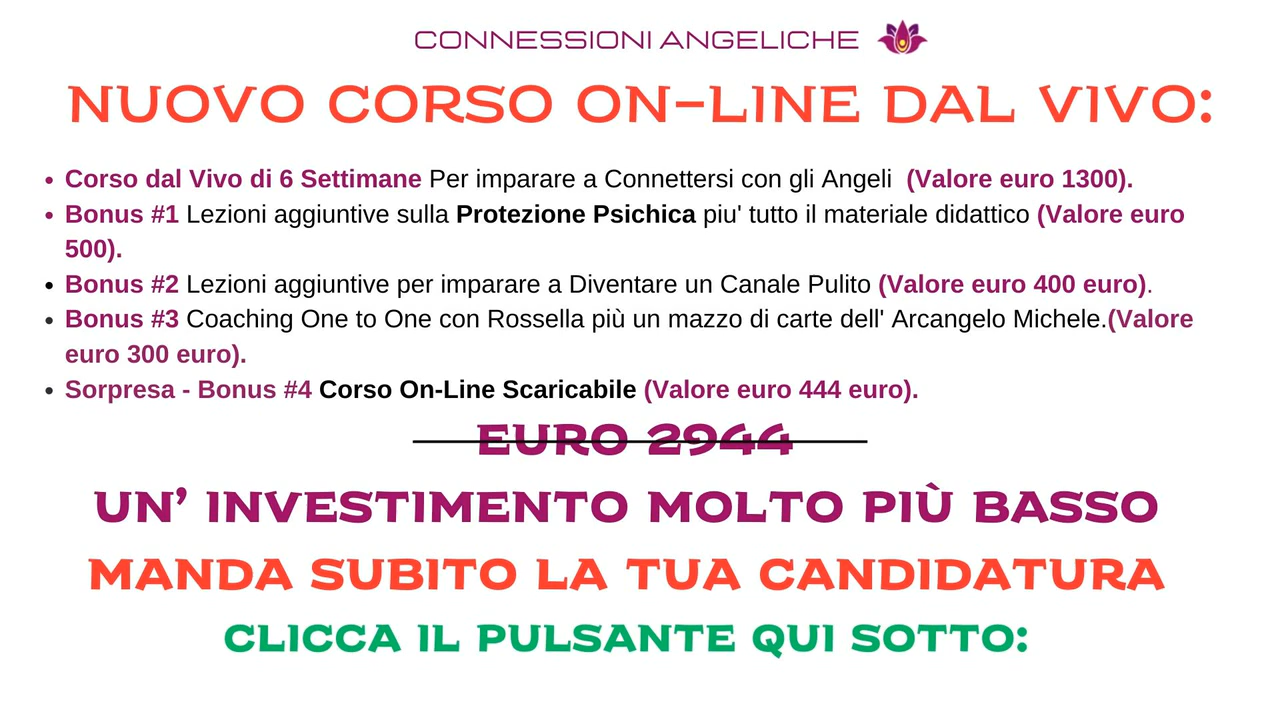 CONNESSIONI ANGELICHE
NUOVO CORSO ON-LINE DAL VIVO:
• Corso dal Vivo di 6 Settimane Per imparare a Connettersi con gli Angeli (Valore euro 1300).
• Bonus #1 Lezioni aggiuntive sulla Protezione Psichica piu' tutto il materiale didattico (Valore euro
500).
• Bonus #2 Lezioni aggiuntive per imparare a Diventare un Canale Pulito (Valore euro 400 euro).
• Bonus #3 Coaching One to One con Rossella più un mazzo di carte dell' Arcangelo Michele.(Valore
euro 300 euro).
• Sorpresa - Bonus #4 Corso On-Line Scaricabile (Valore euro 444 euro).
EURO 2944
UN’ INVESTIMENTO MOLTO PIÙ BASSO
MANDA SUBITO LA TUA CANDIDATURA
CLICCA IL PULSANTE QUI SOTTO: